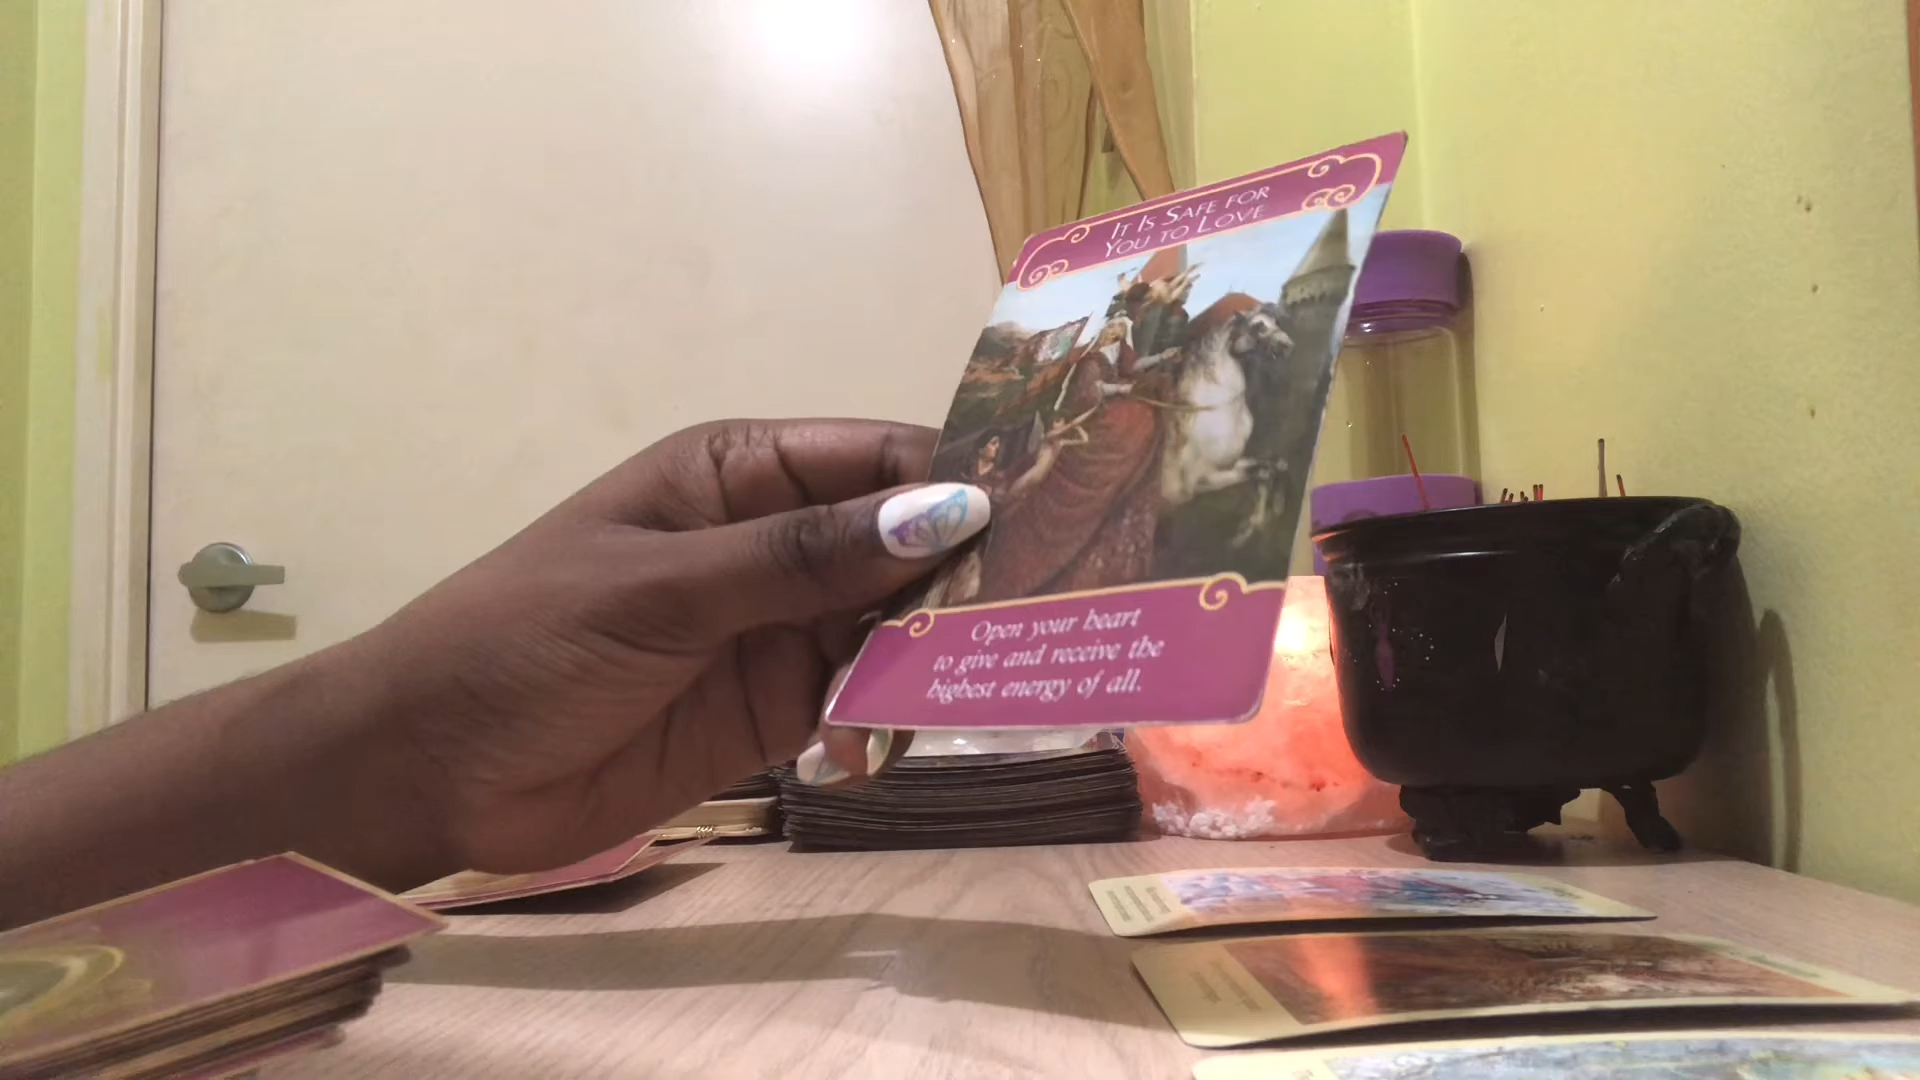 It Is Safe for
You to Love
Open your heart
to give and receive the
highest energy of all.